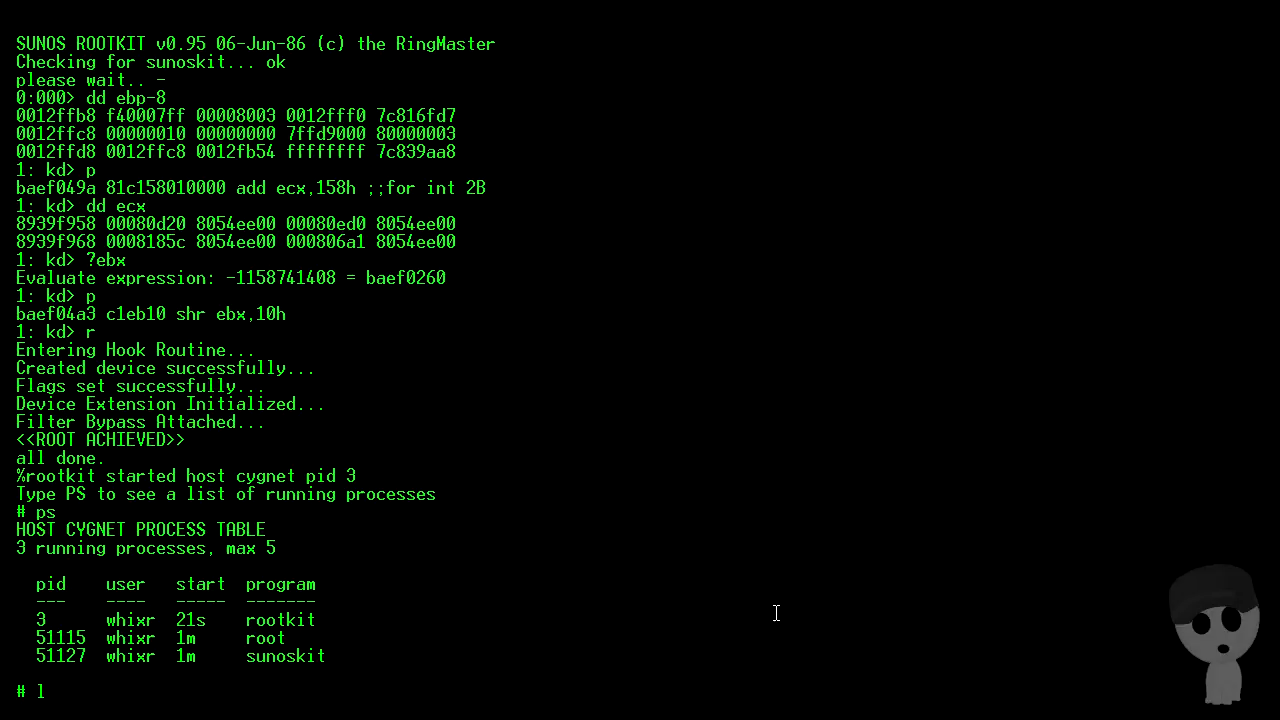 SUNOS ROOTKIT v0.95 06-Jun-86 (c) the RingMaster
Checking for sunoskit... ok
please wait.. -
0:000> dd ebp-8
0012ffb8 f40007ff 00008003 0012fff0 7c816fd7
0012ffc8 00000010 00000000 7ffd9000 80000003
0012ffd8 0012ffc8 0012fb54 ffffffff 7c839aa8
1: kd> p
baef049a 81c158010000 add ecx,158h ;;for int 2B
1: kd> dd ecx
8939f958 00080d20 8054ee00 00080ed0 8054ee00
8939f968 0008185c 8054ee00 000806a1 8054ee00
1: kd> ?ebx
Evaluate expression: -1158741408 = baef0260
1: kd> p
baef04a3 c1eb10 shr ebx,10h
1: kd> r
Entering Hook Routine...
Created device successfully...
Flags set successfully...
Device Extension Initialized...
Filter Bypass Attached...
<<ROOT ACHIEVED>>
all done.
%rootkit started host cygnet pid 3
Type PS to see a list of running processes
# ps
HOST CYGNET PROCESS TABLE
3 running processes, max 5
pid user start program
--- ---- ----- -------
3 whixr 21s rootkit
51115 whixr 1m root
51127 whixr 1m sunoskit
# l